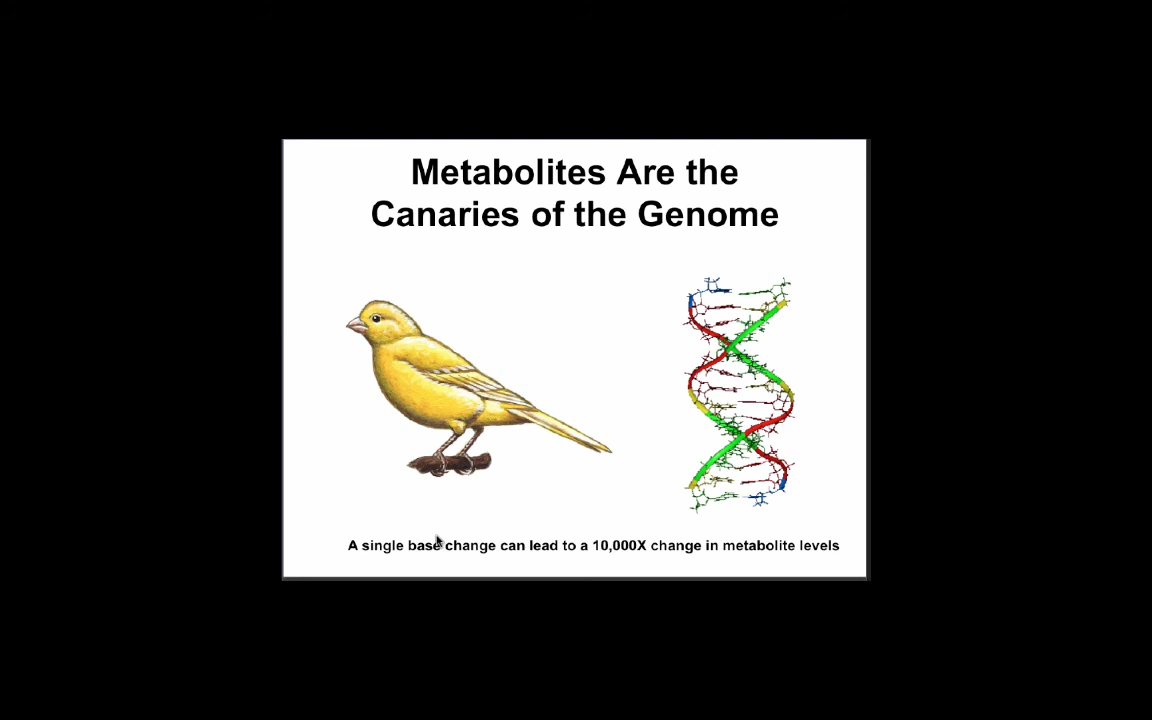 Metabolites Are the
Canaries of the Genome
A single base change can lead to a 10,000X change in metabolite levels